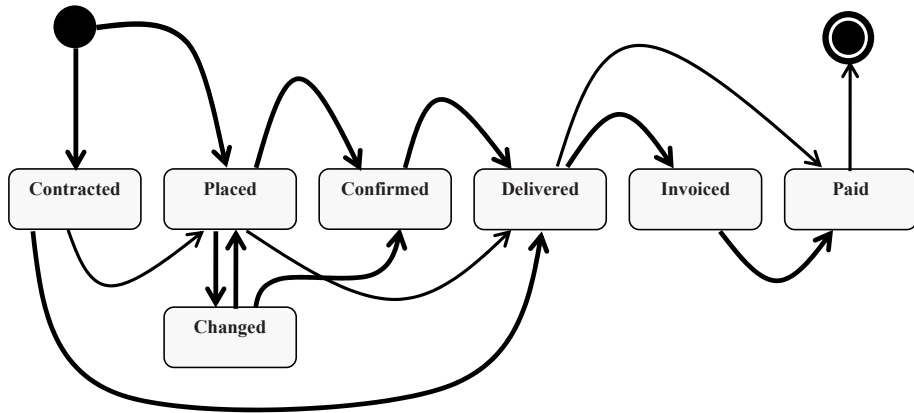 Contracted
Placed
Confirmed
Delivered
Invoiced
Paid
Changed